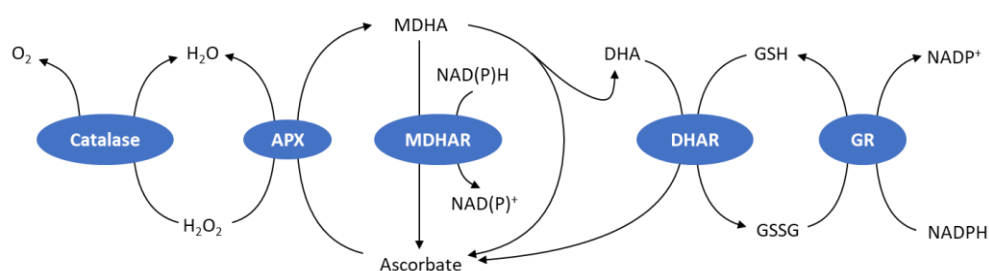 MDHA
O₂
H₂O
DHA
GSH
NADP⁺
NAD(P)H
Catalase
APX
MDHAR
DHAR
GR
NAD(P)⁺
H₂O₂
GSSG
NADPH
Ascorbate